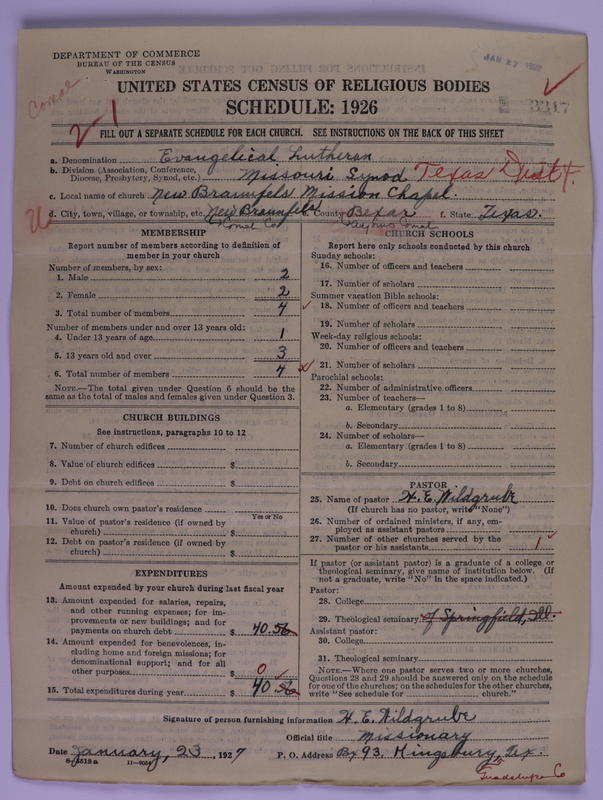 DEPARTMENT OF COMMERCE
BUREAU OF THE CENSUS
WASHINGTON
JAN 27 192
UNITED STATES CENSUS OF RELIGIOUS BODIES
SCHEDULE: 1926
3317
Comal
2-1
FILL OUT A SEPARATE SCHEDULE FOR EACH CHURCH. SEE INSTRUCTIONS ON THE BACK OF THIS SHEET
a. Denomination Evangelical Lutheran
b. Division (Association, Conference, Diocese, Presbytery, Synod, etc.) Missouri Synod Texas Dist.
c. Local name of church New Braunfels Mission Chapel.
d. City, town, village, or township, etc. New Braunfels County Bexar f. State Texas.
Comal Co
MEMBERSHIP
Report number of members according to definition of
member in your church
Number of members, by sex:
1. Male 2
2. Female 2
3. Total number of members 4
Number of members under and over 13 years old:
4. Under 13 years of age 1
5. 13 years old and over 3
6. Total number of members 4
NOTE.—The total given under Question 6 should be the
same as the total of males and females given under Question 3.
CHURCH BUILDINGS
See instructions, paragraphs 10 to 12
7. Number of church edifices
8. Value of church edifices $
9. Debt on church edifices $
10. Does church own pastor's residence
Yes or No
11. Value of pastor's residence (if owned by
church) $
12. Debt on pastor's residence (if owned by
church) $
EXPENDITURES
Amount expended by your church during last fiscal year
13. Amount expended for salaries, repairs,
and other running expenses; for im-
provements or new buildings; and for
payments on church debt $ 40.56
14. Amount expended for benevolences, in-
cluding home and foreign missions; for
denominational support; and for all
other purposes $ 0
15. Total expenditures during year $ 40.56
CHURCH SCHOOLS
Report here only schools conducted by this church
Sunday schools:
16. Number of officers and teachers
17. Number of scholars
Summer vacation Bible schools:
18. Number of officers and teachers
19. Number of scholars
Week-day religious schools:
20. Number of officers and teachers
21. Number of scholars
Parochial schools:
22. Number of administrative officers
23. Number of teachers—
a. Elementary (grades 1 to 8)
b. Secondary
24. Number of scholars—
a. Elementary (grades 1 to 8)
b. Secondary
PASTOR
25. Name of pastor H. E. Wildgrube
(If church has no pastor, write "None")
26. Number of ordained ministers, if any, em-
ployed as assistant pastors
27. Number of other churches served by the
pastor or his assistants 1
If pastor (or assistant pastor) is a graduate of a college or
theological seminary, give name of institution below. (If
not a graduate, write "No" in the space indicated.)
Pastor:
28. College
29. Theological seminary of Springfield, Ill.
Assistant pastor:
30. College
31. Theological seminary
NOTE.—Where one pastor serves two or more churches,
Questions 28 and 29 should be answered only on the schedule
for one of the churches; on the schedules for the other churches,
write "See schedule for church."
Signature of person furnishing information H. E. Wildgrube
Official title Missionary
Date January, 23, 1927 P. O. Address Bx 93. Kingsbury, Tex.
8-5519a 11-9051
Guadalupe Co